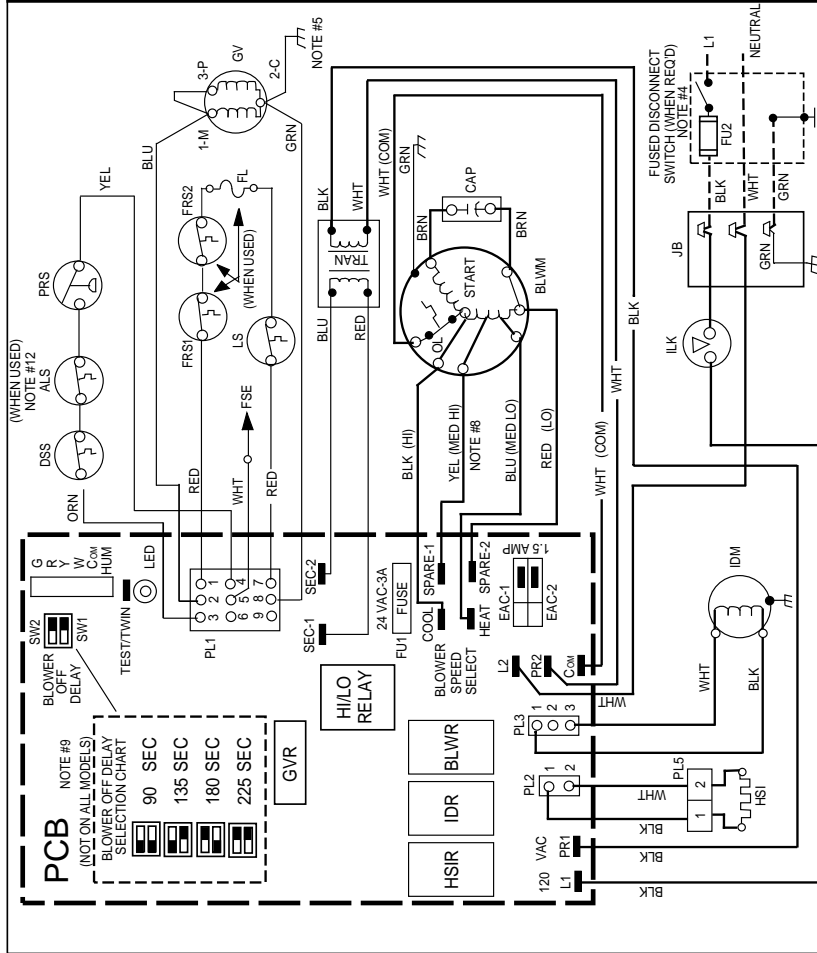 (WHEN USED)
NOTE #12
DSS
ALS
PRS
ORN
YEL
BLU
3-P
GV
1-M
2-C
NOTE #5
GRN
RED
FRS1
FRS2
FL
(WHEN USED)
LS
WHT
FSE
RED
BLU
RED
TRAN
BLK
WHT
WHT (COM)
GRN
BRN
CAP
BRN
START
OL
BLWM
BLK (HI)
YEL (MED HI)
NOTE #8
BLU (MED LO)
RED (LO)
WHT (COM)
WHT
BLK
FUSED DISCONNECT
SWITCH (WHEN REQ'D)
NOTE #4
L1
NEUTRAL
FU2
BLK
WHT
GRN
JB
GRN
ILK
PCB
NOTE #9
(NOT ON ALL MODELS)
BLOWER OFF DELAY
SELECTION CHART
90 SEC
135 SEC
180 SEC
225 SEC
BLOWER
OFF
DELAY
SW2
SW1
TEST/TWIN
LED
G
R
Y
W
COM
HUM
PL1
3 2 1
6 5 4
9 8 7
SEC-1
SEC-2
GVR
HI/LO
RELAY
FU1
24 VAC-3A
FUSE
BLOWER
SPEED
SELECT
COOL
HEAT
SPARE-1
SPARE-2
EAC-1
EAC-2
1.5 AMP
HSIR
IDR
BLWR
L2
PR2
COM
WHT
PL3
1
2
3
PL2
1
2
120 VAC
L1
PR1
BLK
BLK
BLK
WHT
PL5
1
2
HSI
WHT
BLK
IDM